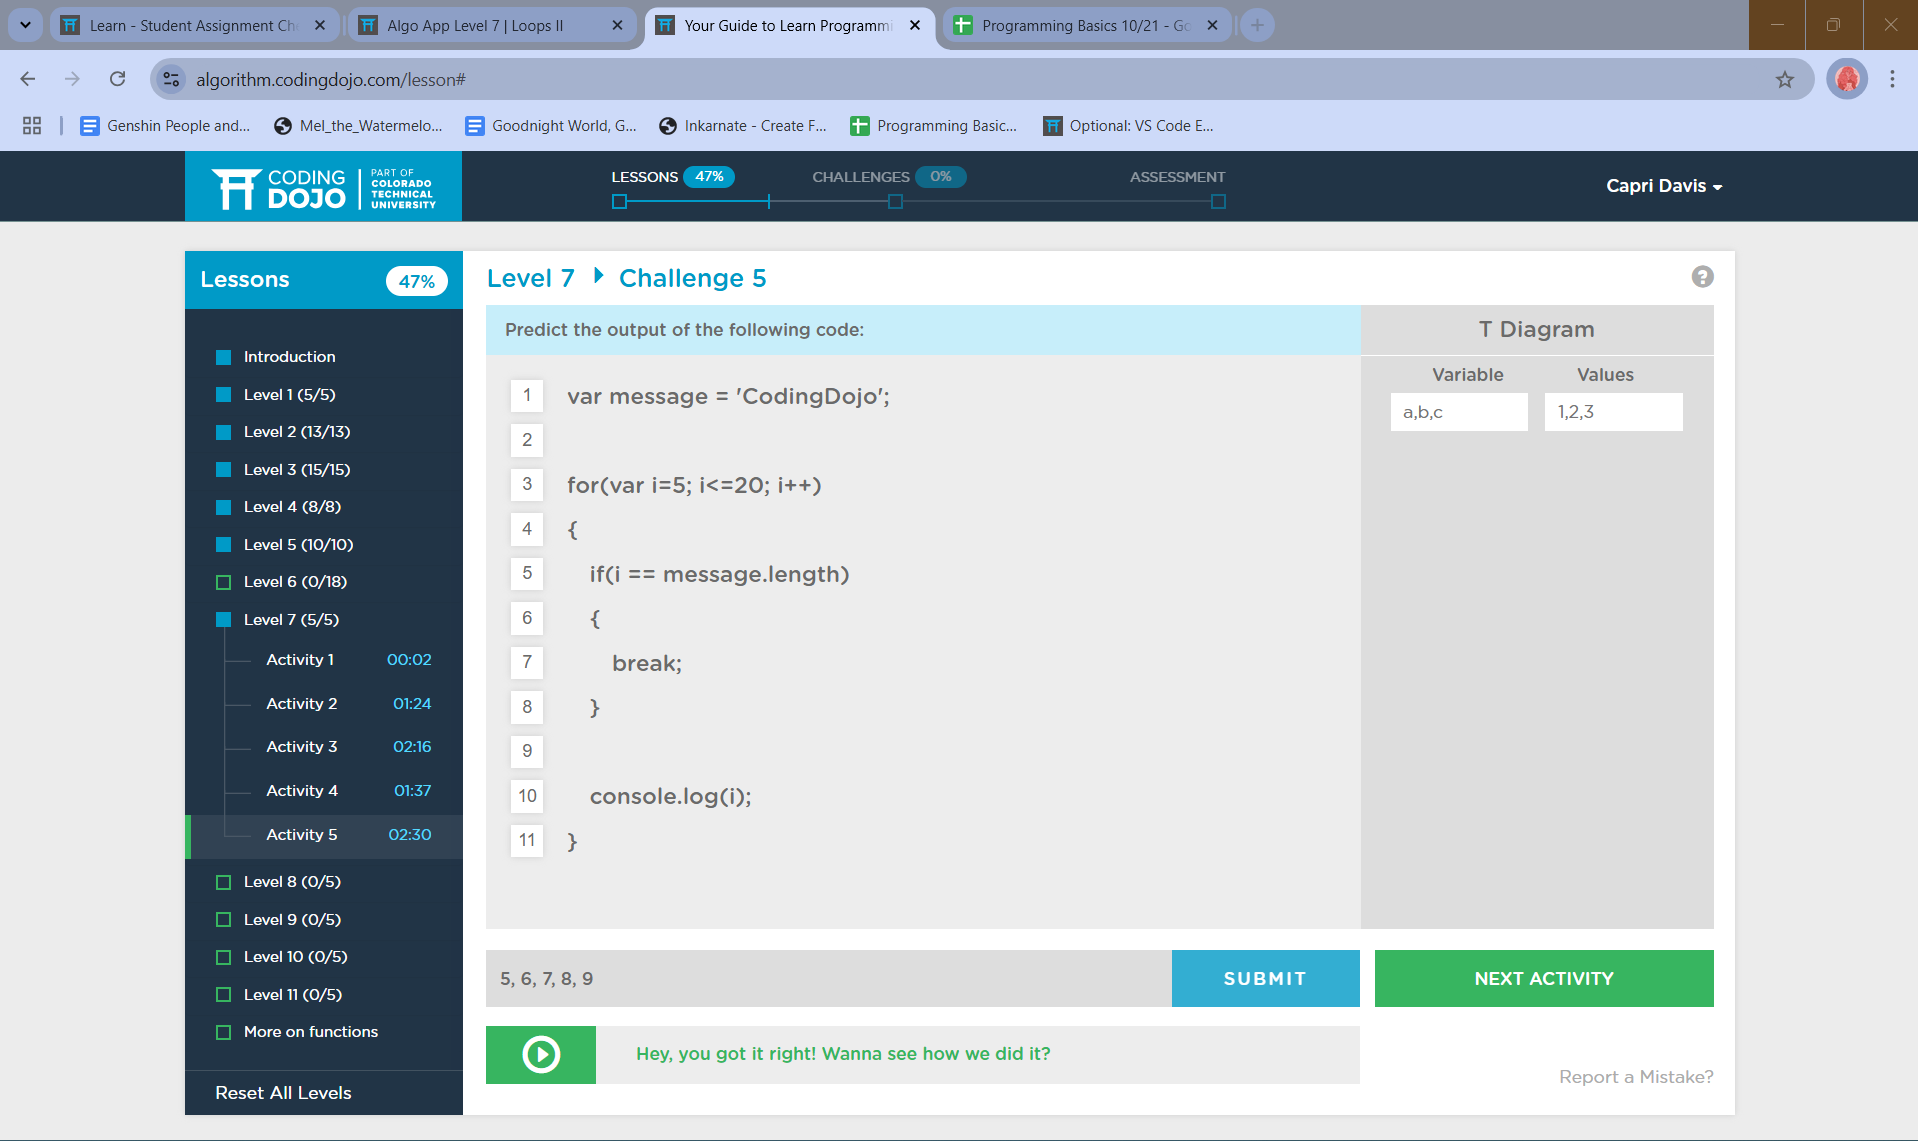 Learn - Student Assignment Ch
Algo App Level 7 | Loops II
Your Guide to Learn Programmi
Programming Basics 10/21 - Go
algorithm.codingdojo.com/lesson#
Genshin People and...
Mel_the_Watermelo...
Goodnight World, G...
Inkarnate - Create F...
Programming Basic...
Optional: VS Code E...
CODING DOJO
PART OF COLORADO TECHNICAL UNIVERSITY
LESSONS 47%
CHALLENGES 0%
ASSESSMENT
Capri Davis
Lessons 47%
Introduction
Level 1 (5/5)
Level 2 (13/13)
Level 3 (15/15)
Level 4 (8/8)
Level 5 (10/10)
Level 6 (0/18)
Level 7 (5/5)
Activity 1 00:02
Activity 2 01:24
Activity 3 02:16
Activity 4 01:37
Activity 5 02:30
Level 8 (0/5)
Level 9 (0/5)
Level 10 (0/5)
Level 11 (0/5)
More on functions
Reset All Levels
Level 7 Challenge 5
?
Predict the output of the following code:
1 var message = 'CodingDojo';
2
3 for(var i=5; i<=20; i++)
4 {
5 if(i == message.length)
6 {
7 break;
8 }
9
10 console.log(i);
11 }
T Diagram
Variable Values
a,b,c 1,2,3
5, 6, 7, 8, 9
SUBMIT
NEXT ACTIVITY
Hey, you got it right! Wanna see how we did it?
Report a Mistake?